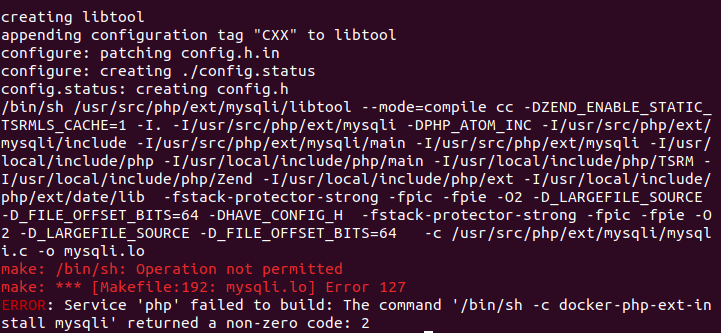 creating libtool
appending configuration tag "CXX" to libtool
configure: patching config.h.in
configure: creating ./config.status
config.status: creating config.h
/bin/sh /usr/src/php/ext/mysqli/libtool --mode=compile cc -DZEND_ENABLE_STATIC_
TSRMLS_CACHE=1 -I. -I/usr/src/php/ext/mysqli -DPHP_ATOM_INC -I/usr/src/php/ext/
mysqli/include -I/usr/src/php/ext/mysqli/main -I/usr/src/php/ext/mysqli -I/usr/
local/include/php -I/usr/local/include/php/main -I/usr/local/include/php/TSRM -
I/usr/local/include/php/Zend -I/usr/local/include/php/ext -I/usr/local/include/
php/ext/date/lib  -fstack-protector-strong -fpic -fpie -O2 -D_LARGEFILE_SOURCE 
-D_FILE_OFFSET_BITS=64 -DHAVE_CONFIG_H  -fstack-protector-strong -fpic -fpie -O
2 -D_LARGEFILE_SOURCE -D_FILE_OFFSET_BITS=64   -c /usr/src/php/ext/mysqli/mysql
i.c -o mysqli.lo
make: /bin/sh: Operation not permitted
make: *** [Makefile:192: mysqli.lo] Error 127
ERROR: Service 'php' failed to build: The command '/bin/sh -c docker-php-ext-in
stall mysqli' returned a non-zero code: 2